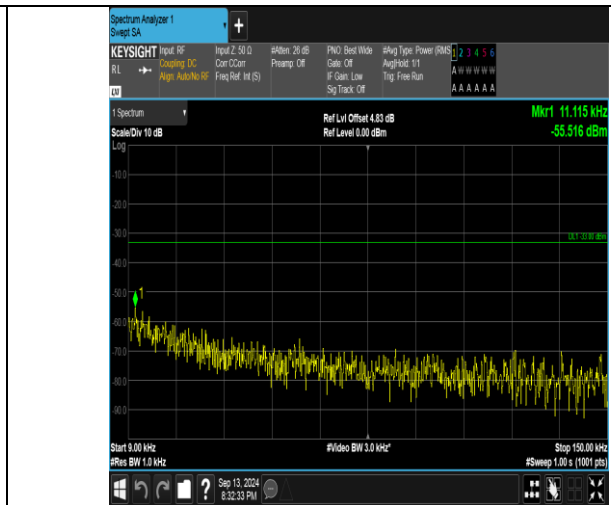 Spectrum Analyzer 1
Swept SA
+
KEYSIGHT Input: RF Input Z: 50 Ω #Atten: 26 dB PNO: Best Wide #Avg Type: Power (RMS 1 2 3 4 5 6
RL Coupling: DC Corr CCorr Preamp: Off Gate: Off Avg|Hold: 1/1 A W W W W W
Align: Auto/No RF Freq Ref: Int (S) IF Gain: Low Trig: Free Run
Sig Track: Off A A A A A A
LXI
1 Spectrum Ref Lvl Offset 4.83 dB Mkr1 11.115 kHz
Scale/Div 10 dB Ref Level 0.00 dBm -55.516 dBm
Log
-10.0
-20.0
-30.0
-40.0
1
-50.0
-60.0
-70.0
-80.0
-90.0
Start 9.00 kHz #Video BW 3.0 kHz* Stop 150.00 kHz
#Res BW 1.0 kHz #Sweep 1.00 s (1001 pts)
? Sep 13, 2024
8:32:33 PM